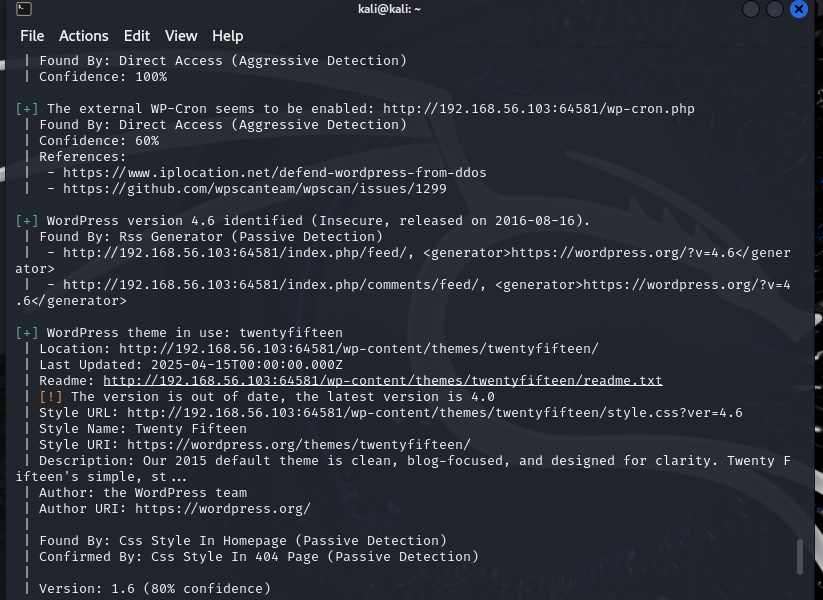 kali@kali: ~
File Actions Edit View Help
| Found By: Direct Access (Aggressive Detection)
| Confidence: 100%
[+] The external WP-Cron seems to be enabled: http://192.168.56.103:64581/wp-cron.php
| Found By: Direct Access (Aggressive Detection)
| Confidence: 60%
| References:
|  - https://www.iplocation.net/defend-wordpress-from-ddos
|  - https://github.com/wpscanteam/wpscan/issues/1299
[+] WordPress version 4.6 identified (Insecure, released on 2016-08-16).
| Found By: Rss Generator (Passive Detection)
|  - http://192.168.56.103:64581/index.php/feed/, <generator>https://wordpress.org/?v=4.6</gener
ator>
|  - http://192.168.56.103:64581/index.php/comments/feed/, <generator>https://wordpress.org/?v=4
.6</generator>
[+] WordPress theme in use: twentyfifteen
| Location: http://192.168.56.103:64581/wp-content/themes/twentyfifteen/
| Last Updated: 2025-04-15T00:00:00.000Z
| Readme: http://192.168.56.103:64581/wp-content/themes/twentyfifteen/readme.txt
| [!] The version is out of date, the latest version is 4.0
| Style URL: http://192.168.56.103:64581/wp-content/themes/twentyfifteen/style.css?ver=4.6
| Style Name: Twenty Fifteen
| Style URI: https://wordpress.org/themes/twentyfifteen/
| Description: Our 2015 default theme is clean, blog-focused, and designed for clarity. Twenty F
ifteen's simple, st...
| Author: the WordPress team
| Author URI: https://wordpress.org/
|
| Found By: Css Style In Homepage (Passive Detection)
| Confirmed By: Css Style In 404 Page (Passive Detection)
|
| Version: 1.6 (80% confidence)